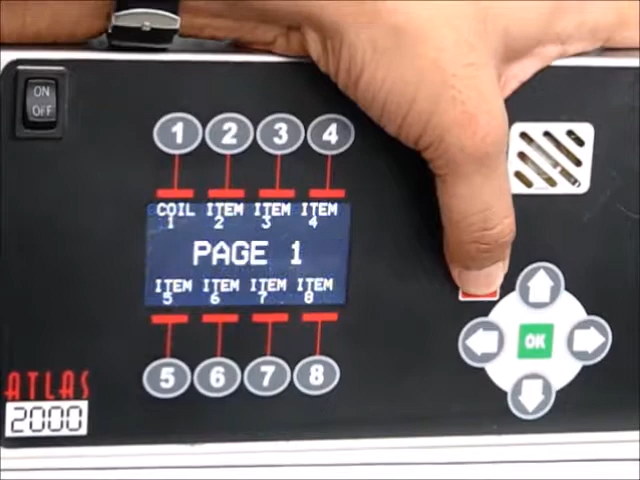 ON
OFF
1 2 3 4
COIL ITEM ITEM ITEM
1 2 3 4
PAGE 1
ITEM ITEM ITEM ITEM
5 6 7 8
OK
5 6 7 8
ATLAS
2000